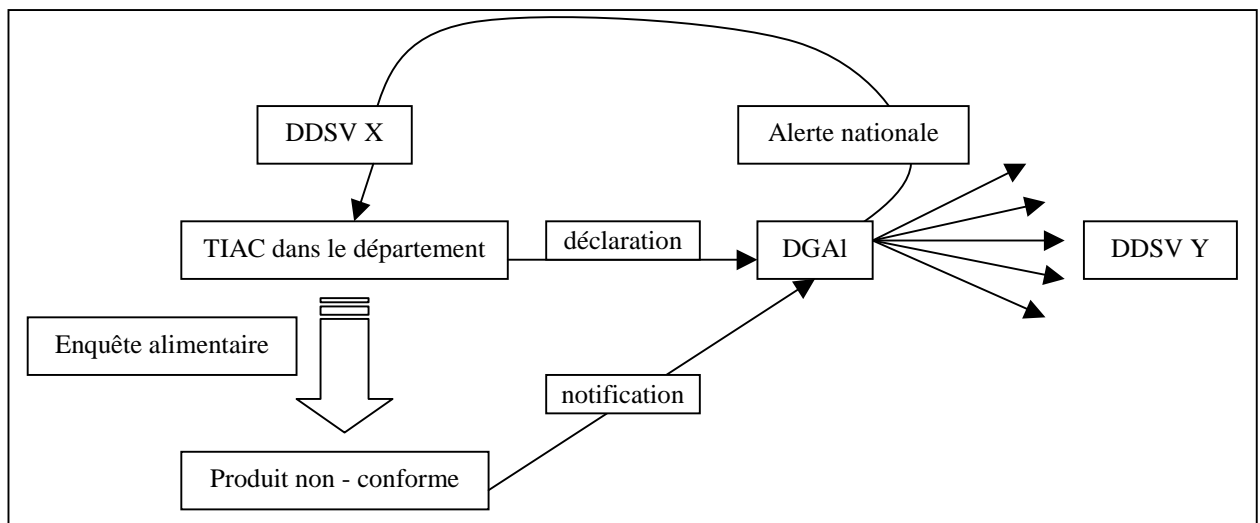 DDSV X
Alerte nationale
TIAC dans le département
déclaration
DGAl
DDSV Y
Enquête alimentaire
notification
Produit non - conforme